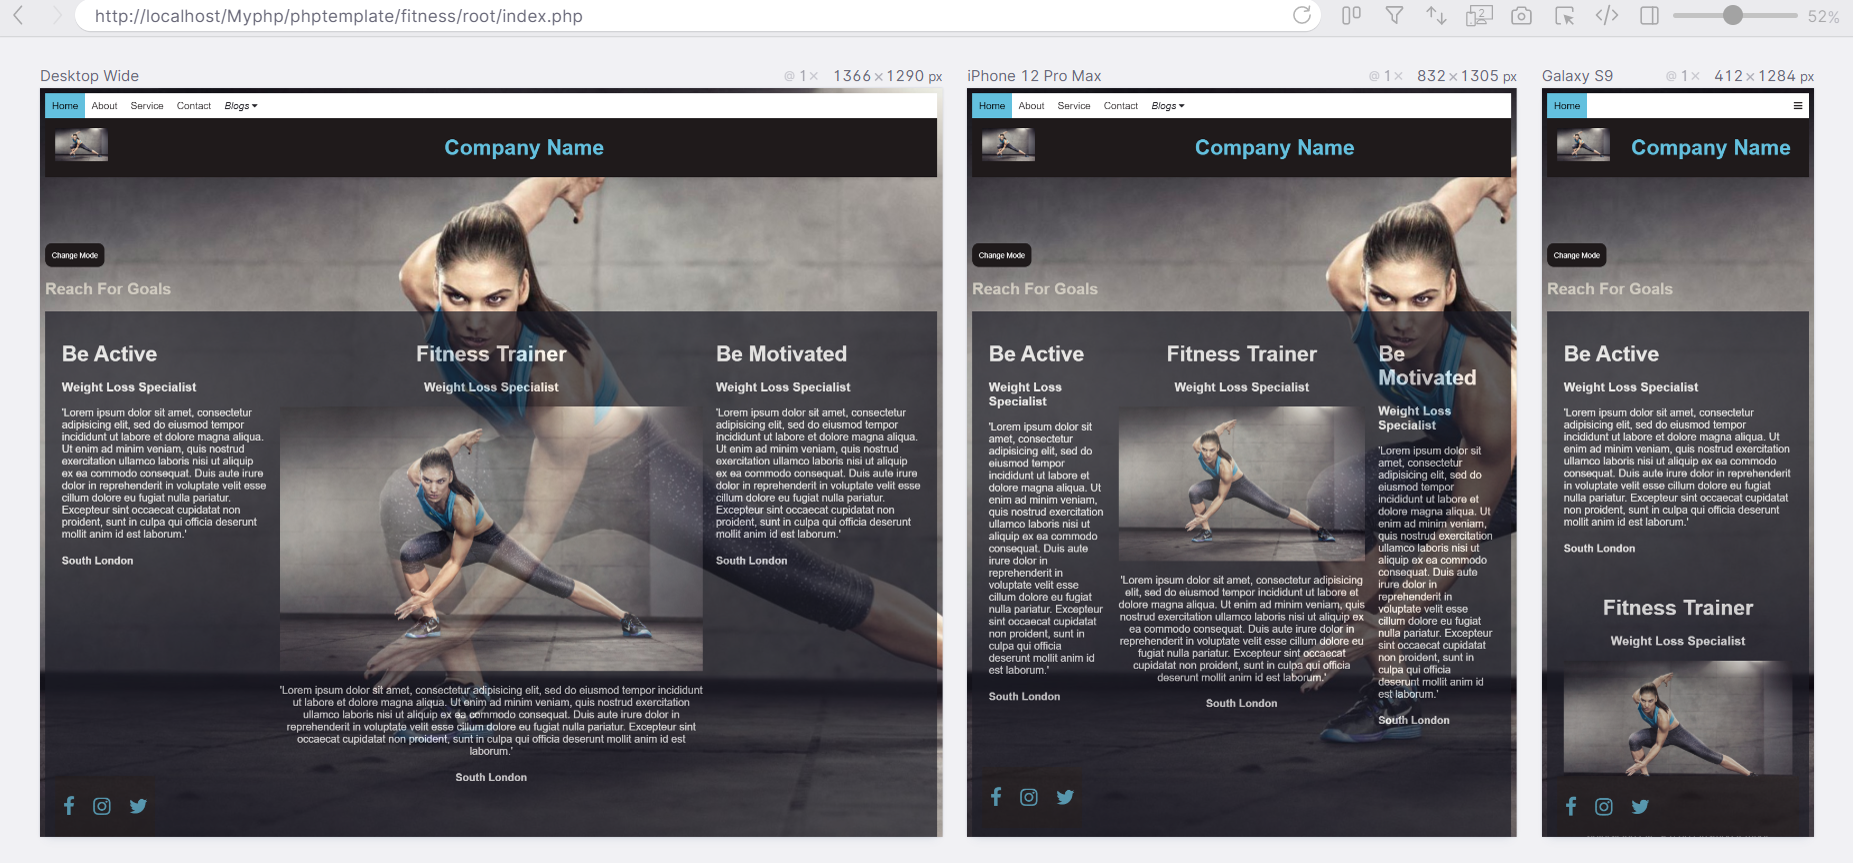 http://localhost/Myphp/phptemplate/fitness/root/index.php
2
52%
Desktop Wide
@ 1× 1366×1290 px
Home About Service Contact Blogs
Company Name
Change Mode
Reach For Goals
Be Active
Weight Loss Specialist
'Lorem ipsum dolor sit amet, consectetur
adipisicing elit, sed do eiusmod tempor
incididunt ut labore et dolore magna aliqua.
Ut enim ad minim veniam, quis nostrud
exercitation ullamco laboris nisi ut aliquip
ex ea commodo consequat. Duis aute irure
dolor in reprehenderit in voluptate velit esse
cillum dolore eu fugiat nulla pariatur.
Excepteur sint occaecat cupidatat non
proident, sunt in culpa qui officia deserunt
mollit anim id est laborum.'
South London
Fitness Trainer
Weight Loss Specialist
'Lorem ipsum dolor sit amet, consectetur adipisicing elit, sed do eiusmod tempor incididunt
ut labore et dolore magna aliqua. Ut enim ad minim veniam, quis nostrud exercitation
ullamco laboris nisi ut aliquip ex ea commodo consequat. Duis aute irure dolor in
reprehenderit in voluptate velit esse cillum dolore eu fugiat nulla pariatur. Excepteur sint
occaecat cupidatat non proident, sunt in culpa qui officia deserunt mollit anim id est
laborum.'
South London
Be Motivated
Weight Loss Specialist
'Lorem ipsum dolor sit amet, consectetur
adipisicing elit, sed do eiusmod tempor
incididunt ut labore et dolore magna aliqua.
Ut enim ad minim veniam, quis nostrud
exercitation ullamco laboris nisi ut aliquip
ex ea commodo consequat. Duis aute irure
dolor in reprehenderit in voluptate velit esse
cillum dolore eu fugiat nulla pariatur.
Excepteur sint occaecat cupidatat non
proident, sunt in culpa qui officia deserunt
mollit anim id est laborum.'
South London
iPhone 12 Pro Max
@ 1× 832×1305 px
Home About Service Contact Blogs
Company Name
Change Mode
Reach For Goals
Be Active
Weight Loss
Specialist
'Lorem ipsum dolor sit
amet, consectetur
adipisicing elit, sed do
eiusmod tempor
incididunt ut labore et
dolore magna aliqua. Ut
enim ad minim veniam,
quis nostrud exercitation
ullamco laboris nisi ut
aliquip ex ea commodo
consequat. Duis aute
irure dolor in
reprehenderit in
voluptate velit esse
cillum dolore eu fugiat
nulla pariatur. Excepteur
sint occaecat cupidatat
non proident, sunt in
culpa qui officia
deserunt mollit anim id
est laborum.'
South London
Fitness Trainer
Weight Loss Specialist
'Lorem ipsum dolor sit amet, consectetur adipisicing
elit, sed do eiusmod tempor incididunt ut labore et
dolore magna aliqua. Ut enim ad minim veniam, quis
nostrud exercitation ullamco laboris nisi ut aliquip ex
ea commodo consequat. Duis aute irure dolor in
reprehenderit in voluptate velit esse cillum dolore eu
fugiat nulla pariatur. Excepteur sint occaecat
cupidatat non proident, sunt in culpa qui officia
deserunt mollit anim id est laborum.'
South London
Be
Motivated
Weight Loss
Specialist
'Lorem ipsum dolor sit
amet, consectetur
adipisicing elit, sed do
eiusmod tempor
incididunt ut labore et
dolore magna aliqua. Ut
enim ad minim veniam,
quis nostrud exercitation
ullamco laboris nisi ut
aliquip ex ea commodo
consequat. Duis aute
irure dolor in
reprehenderit in
voluptate velit esse
cillum dolore eu fugiat
nulla pariatur. Excepteur
sint occaecat cupidatat
non proident, sunt in
culpa qui officia
deserunt mollit anim id
est laborum.'
South London
Galaxy S9
@ 1× 412×1284 px
Home
Company Name
Change Mode
Reach For Goals
Be Active
Weight Loss Specialist
'Lorem ipsum dolor sit amet, consectetur
adipisicing elit, sed do eiusmod tempor
incididunt ut labore et dolore magna aliqua. Ut
enim ad minim veniam, quis nostrud
exercitation ullamco laboris nisi ut aliquip ex
ea commodo consequat. Duis aute irure dolor
in reprehenderit in voluptate velit esse cillum
dolore eu fugiat nulla pariatur. Excepteur sint
occaecat cupidatat non proident, sunt in culpa qui officia deserunt
mollit anim id est laborum.'
South London
Fitness Trainer
Weight Loss Specialist